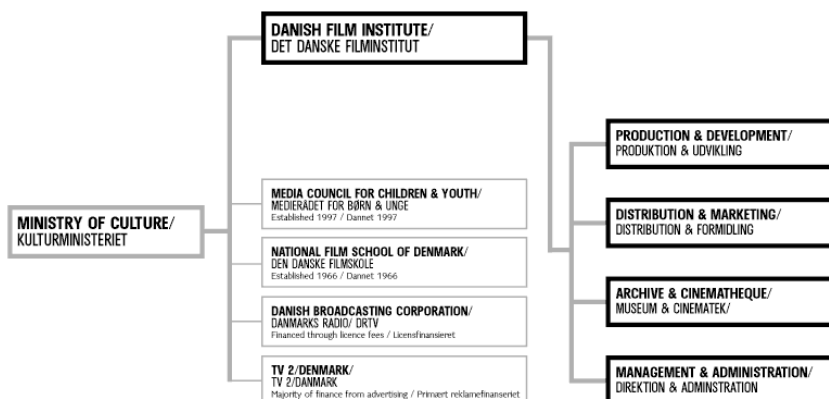 DANISH FILM INSTITUTE/
DET DANSKE FILMINSTITUT
MINISTRY OF CULTURE/
KULTURMINISTERIET
MEDIA COUNCIL FOR CHILDREN & YOUTH/
MEDIERÅDET FOR BØRN & UNGE
Established 1997 / Dannet 1997
NATIONAL FILM SCHOOL OF DENMARK/
DEN DANSKE FILMSKOLE
Established 1966 / Dannet 1966
DANISH BROADCASTING CORPORATION/
DANMARKS RADIO/ DRTV
Financed through licence fees / Licensfinansieret
TV 2/DENMARK/
TV 2/DANMARK
Majority of finance from advertising / Primært reklamefinanseriet
PRODUCTION & DEVELOPMENT/
PRODUKTION & UDVIKLING
DISTRIBUTION & MARKETING/
DISTRIBUTION & FORMIDLING
ARCHIVE & CINEMATHEQUE/
MUSEUM & CINEMATEK/
MANAGEMENT & ADMINISTRATION/
DIREKTION & ADMINSTRATION